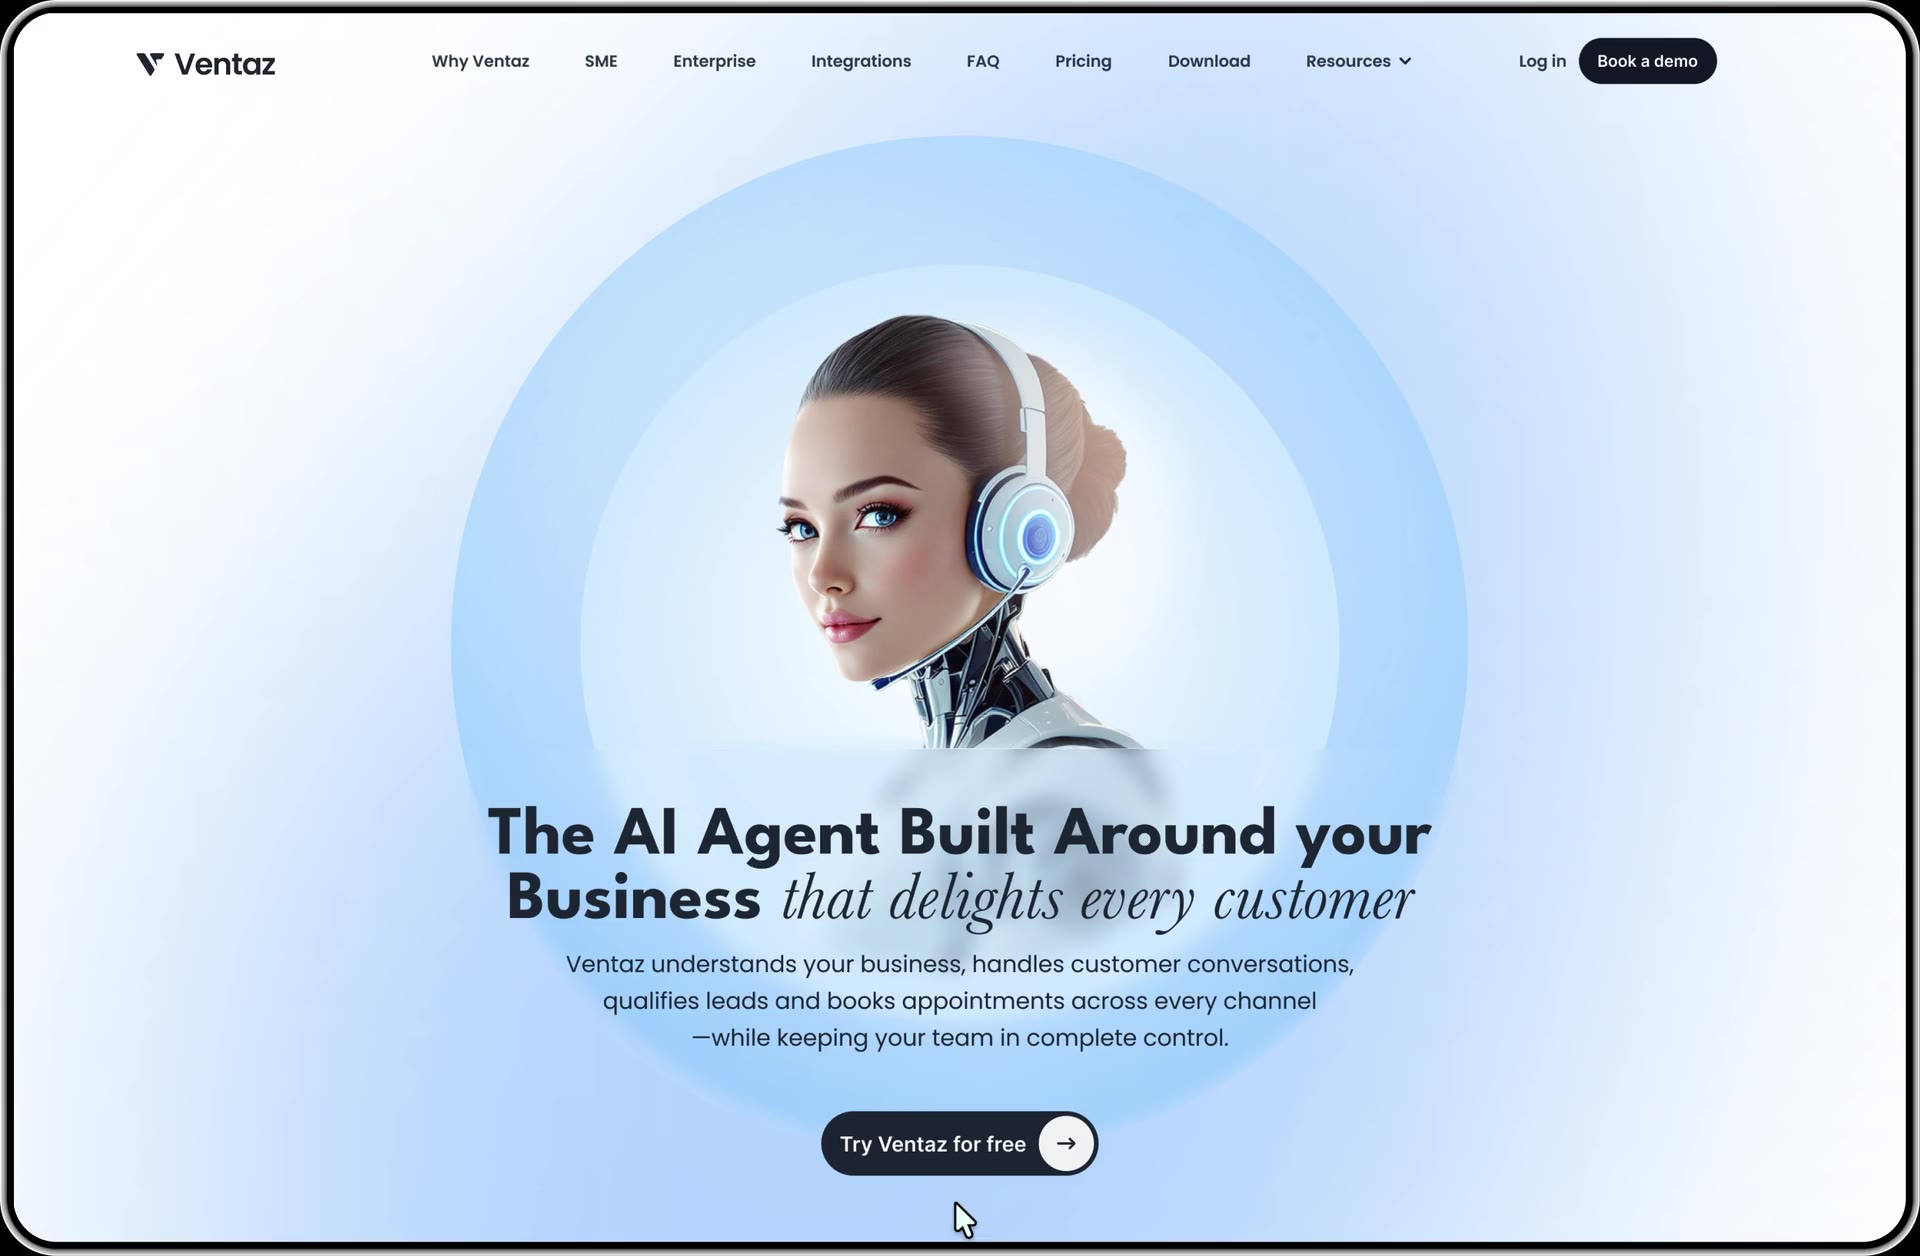 Ventaz
Why Ventaz
SME
Enterprise
Integrations
FAQ
Pricing
Download
Resources
Log in
Book a demo
The AI Agent Built Around your
Business that delights every customer
Ventaz understands your business, handles customer conversations,
qualifies leads and books appointments across every channel
—while keeping your team in complete control.
Try Ventaz for free